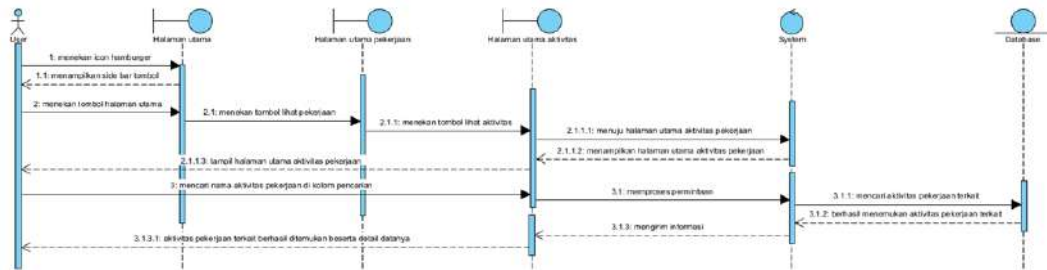 User
Halaman utama
Halaman utama pekerjaan
Halaman utama aktivitas
System
Database
1: menekan icon hamburger
1.1: menampilkan side bar tombol
2: menekan tombol halaman utama
2.1: menekan tombol lihat pekerjaan
2.1.1: menekan tombol lihat aktivitas
2.1.1.1: menuju halaman utama aktivitas pekerjaan
2.1.1.2: menampilkan halaman utama aktivitas pekerjaan
2.1.1.3: tampil halaman utama aktivitas pekerjaan
3: mencari nama aktivitas pekerjaan di kolom pencarian
3.1: memproses permintaan
3.1.1: mencari aktivitas pekerjaan terkait
3.1.2: berhasil menemukan aktivitas pekerjaan terkait
3.1.3: mengirim informasi
3.1.3.1: aktivitas pekerjaan terkait berhasil ditemukan beserta detail datanya